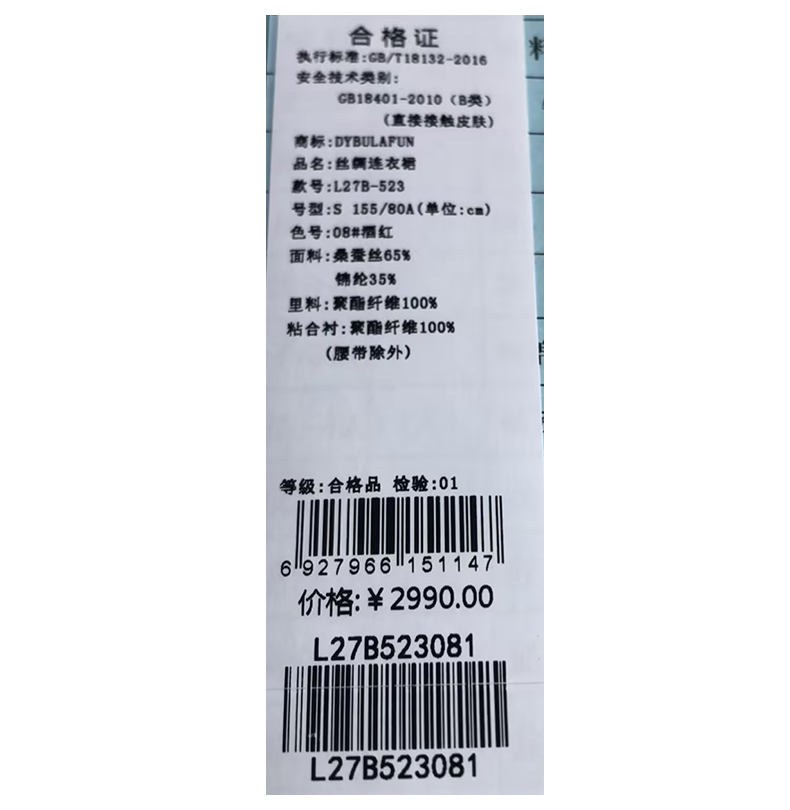 合格证
执行标准:GB/T18132-2016
安全技术类别:
GB18401-2010（B类）
（直接接触皮肤）
商标:DYBULAFUN
品名:丝绸连衣裙
款号:L27B-523
号型:S 155/80A(单位:cm)
色号:08#酒红
面料:桑蚕丝65%
锦纶35%
里料:聚酯纤维100%
粘合衬:聚酯纤维100%
（腰带除外）
等级:合格品 检验:01
6 927966 151147
价格:￥2990.00
L27B523081
L27B523081